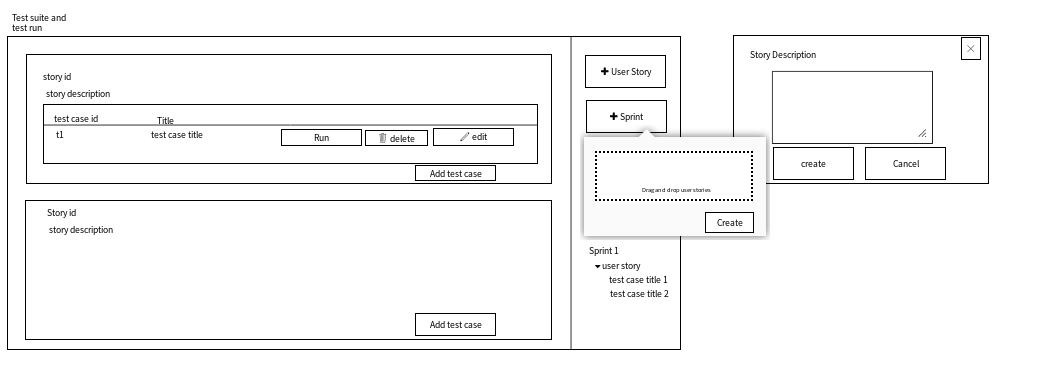 Test suite and
test run
story id
story description
test case id Title
t1 test case title Run delete edit
Add test case
Story id
story description
Add test case
+ User Story
+ Sprint
Drag and drop user stories
Create
Sprint 1
user story
test case title 1
test case title 2
Story Description
create Cancel